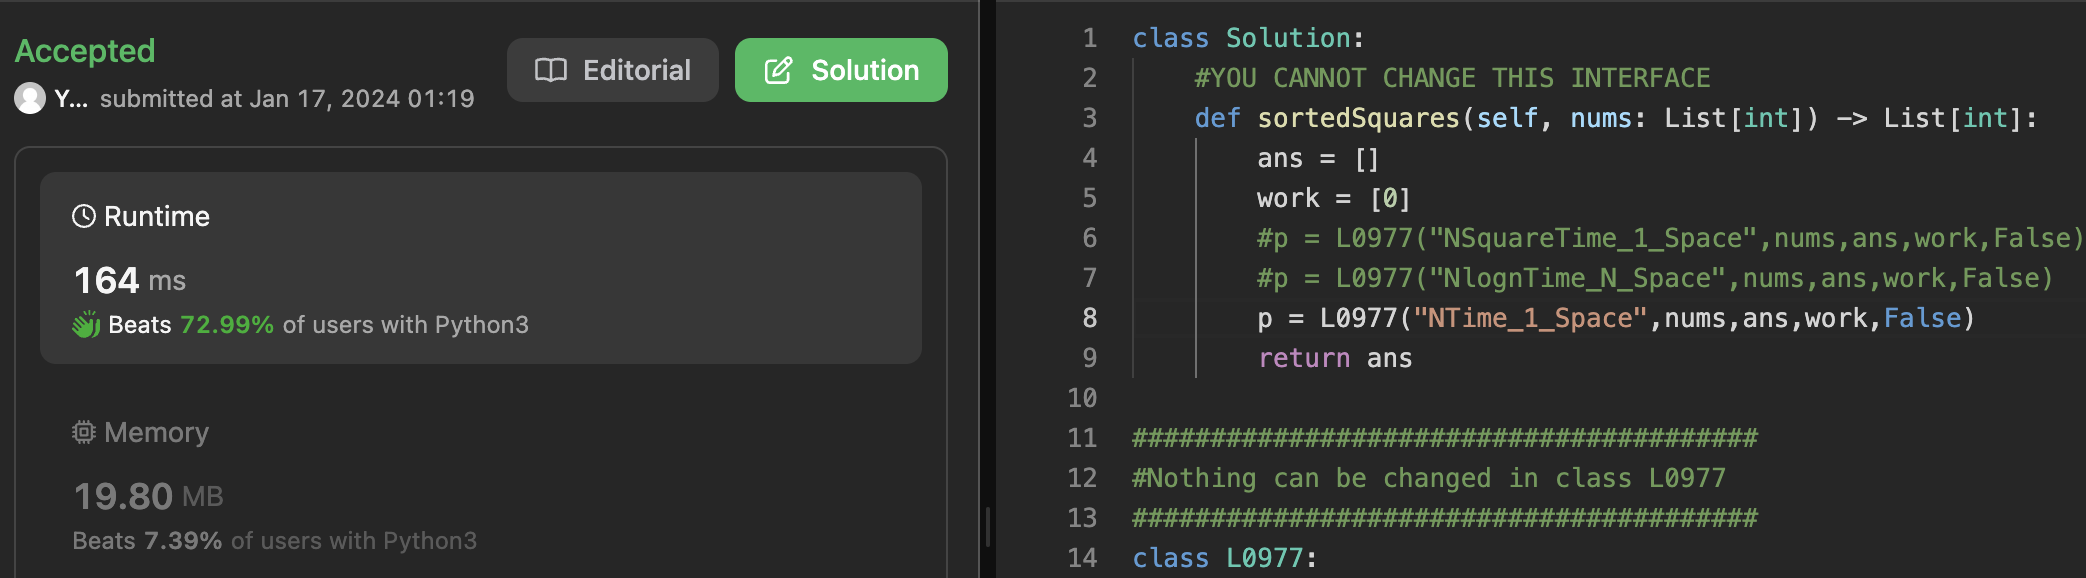 Accepted
Editorial
Solution
Y... submitted at Jan 17, 2024 01:19
Runtime
164 ms
Beats 72.99% of users with Python3
Memory
19.80 MB
Beats 7.39% of users with Python3
1 class Solution:
2 #YOU CANNOT CHANGE THIS INTERFACE
3 def sortedSquares(self, nums: List[int]) -> List[int]:
4 ans = []
5 work = [0]
6 #p = L0977("NSquareTime_1_Space",nums,ans,work,False)
7 #p = L0977("NlognTime_N_Space",nums,ans,work,False)
8 p = L0977("NTime_1_Space",nums,ans,work,False)
9 return ans
10
11 ########################################
12 #Nothing can be changed in class L0977
13 ########################################
14 class L0977: